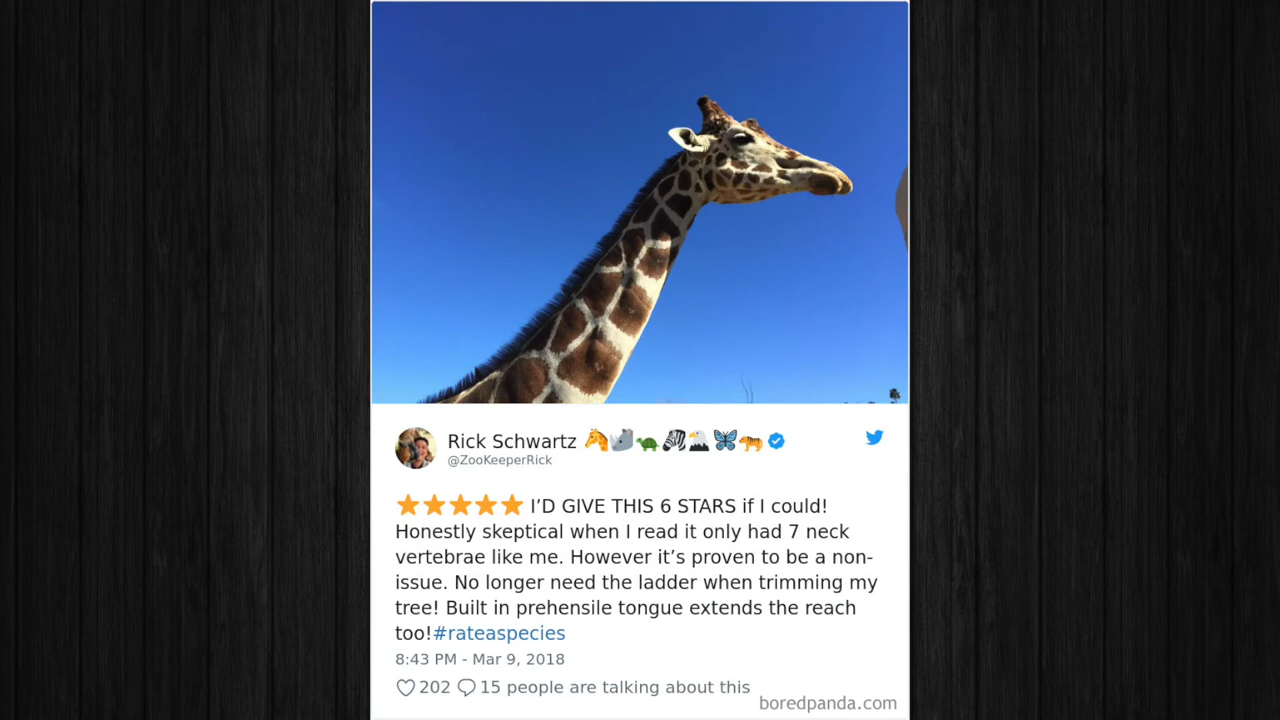 Rick Schwartz 🦒🦏🐢🦓🦅🦋🐅
@ZooKeeperRick
⭐⭐⭐⭐⭐ I’D GIVE THIS 6 STARS if I could!
Honestly skeptical when I read it only had 7 neck
vertebrae like me. However it’s proven to be a non-
issue. No longer need the ladder when trimming my
tree! Built in prehensile tongue extends the reach
too!#rateaspecies
8:43 PM - Mar 9, 2018
202 15 people are talking about this
boredpanda.com